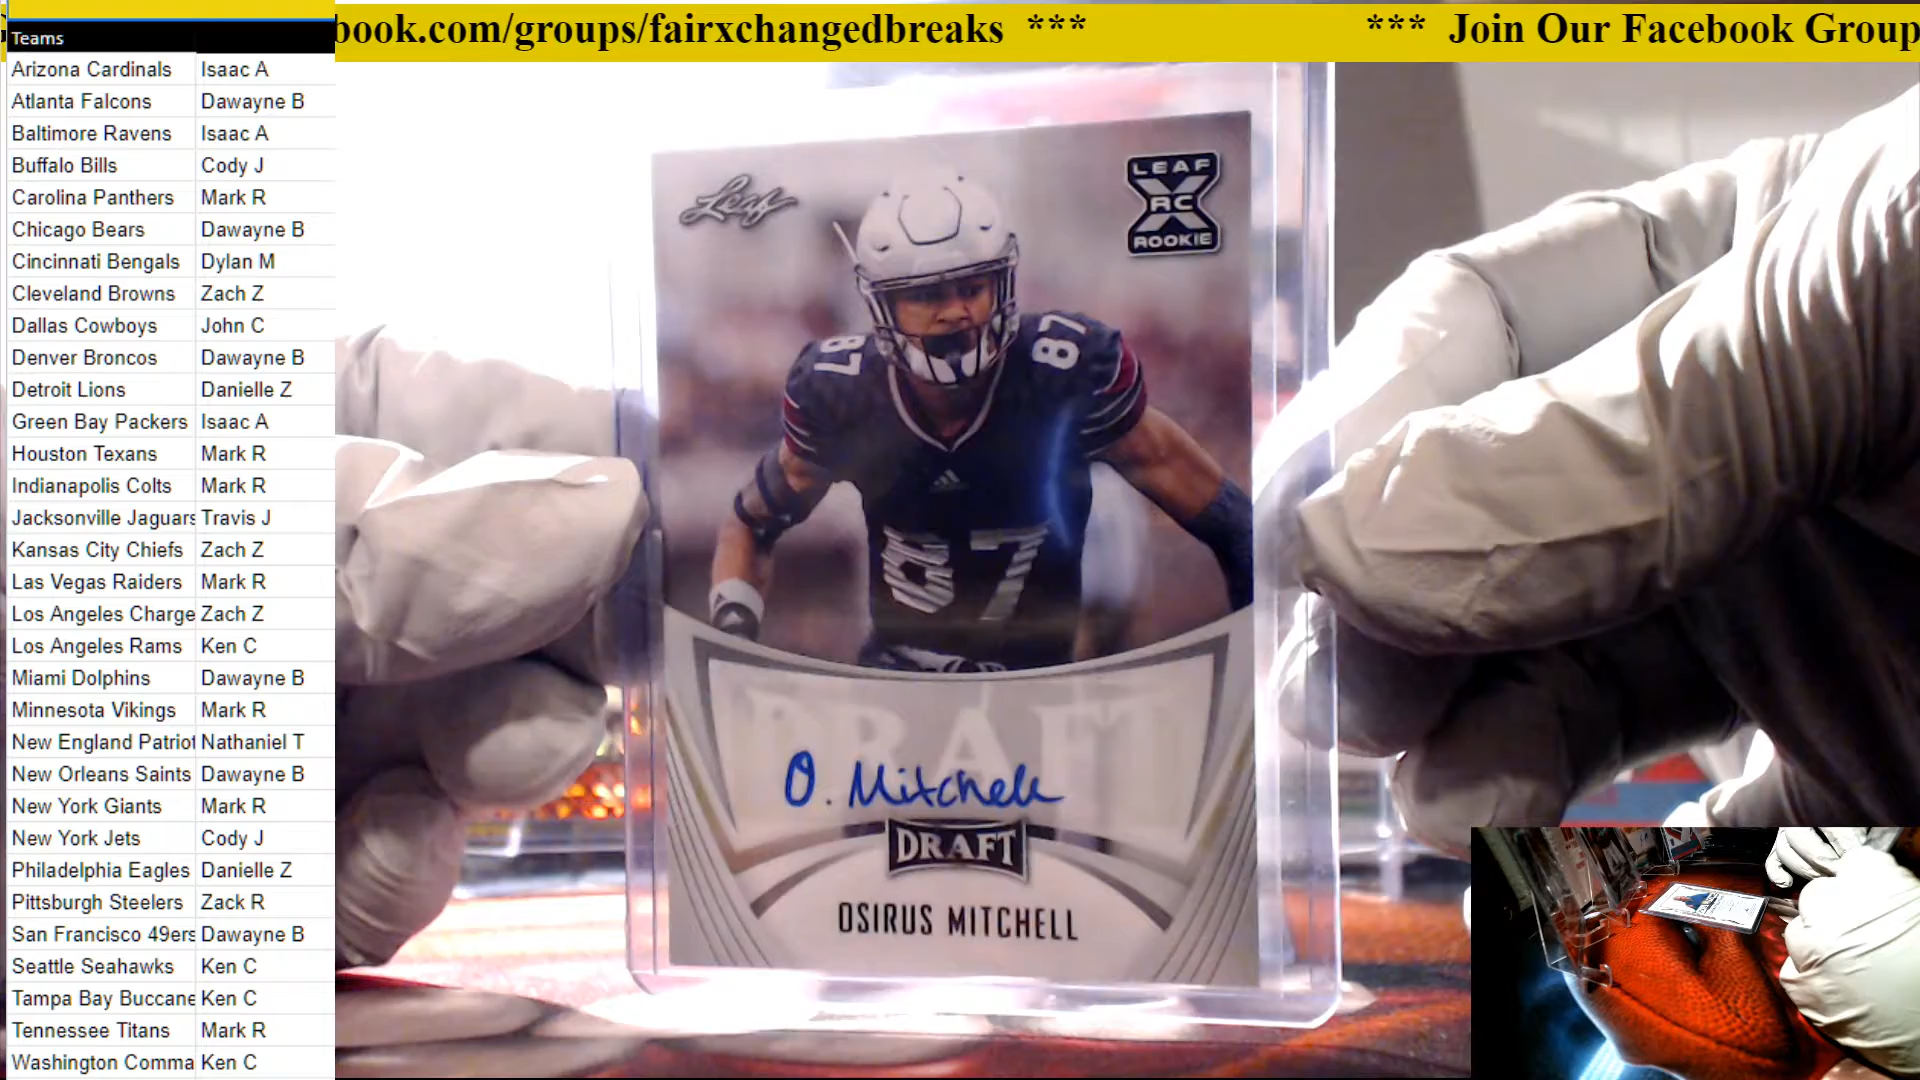 book.com/groups/fairxchangedbreaks *** *** Join Our Facebook Group
Teams
Arizona Cardinals Isaac A
Atlanta Falcons Dawayne B
Baltimore Ravens Isaac A
Buffalo Bills Cody J
Carolina Panthers Mark R
Chicago Bears Dawayne B
Cincinnati Bengals Dylan M
Cleveland Browns Zach Z
Dallas Cowboys John C
Denver Broncos Dawayne B
Detroit Lions Danielle Z
Green Bay Packers Isaac A
Houston Texans Mark R
Indianapolis Colts Mark R
Jacksonville Jaguars Travis J
Kansas City Chiefs Zach Z
Las Vegas Raiders Mark R
Los Angeles Charge Zach Z
Los Angeles Rams Ken C
Miami Dolphins Dawayne B
Minnesota Vikings Mark R
New England Patriot Nathaniel T
New Orleans Saints Dawayne B
New York Giants Mark R
New York Jets Cody J
Philadelphia Eagles Danielle Z
Pittsburgh Steelers Zack R
San Francisco 49ers Dawayne B
Seattle Seahawks Ken C
Tampa Bay Buccane Ken C
Tennessee Titans Mark R
Washington Comma Ken C
Leaf
LEAF
X RC
ROOKIE
87 87
87
DRAFT
O. Mitchell
DRAFT
OSIRUS MITCHELL